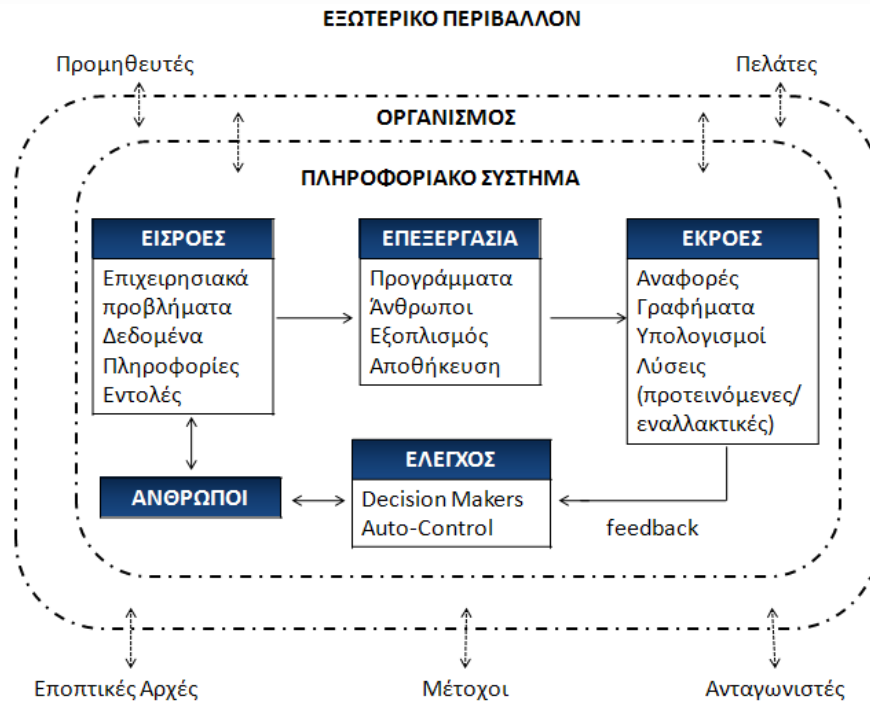 ΕΞΩΤΕΡΙΚΟ ΠΕΡΙΒΑΛΛΟΝ
Προμηθευτές
Πελάτες
ΟΡΓΑΝΙΣΜΟΣ
ΠΛΗΡΟΦΟΡΙΑΚΟ ΣΥΣΤΗΜΑ
ΕΙΣΡΟΕΣ
Επιχειρησιακά
προβλήματα
Δεδομένα
Πληροφορίες
Εντολές
ΕΠΕΞΕΡΓΑΣΙΑ
Προγράμματα
Άνθρωποι
Εξοπλισμός
Αποθήκευση
ΕΚΡΟΕΣ
Αναφορές
Γραφήματα
Υπολογισμοί
Λύσεις
(προτεινόμενες/
εναλλακτικές)
ΑΝΘΡΩΠΟΙ
ΕΛΕΓΧΟΣ
Decision Makers
Auto-Control
feedback
Εποπτικές Αρχές
Μέτοχοι
Ανταγωνιστές